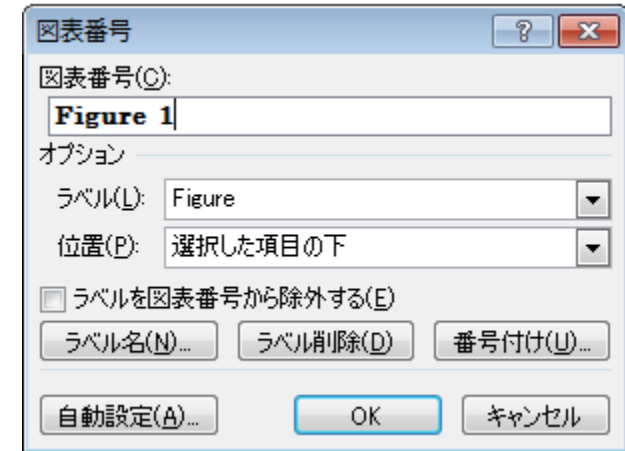 図表番号
?
図表番号(C):
Figure 1
オプション
ラベル(L): Figure
位置(P): 選択した項目の下
ラベルを図表番号から除外する(E)
ラベル名(N)... ラベル削除(D) 番号付け(U)...
自動設定(A)... OK キャンセル